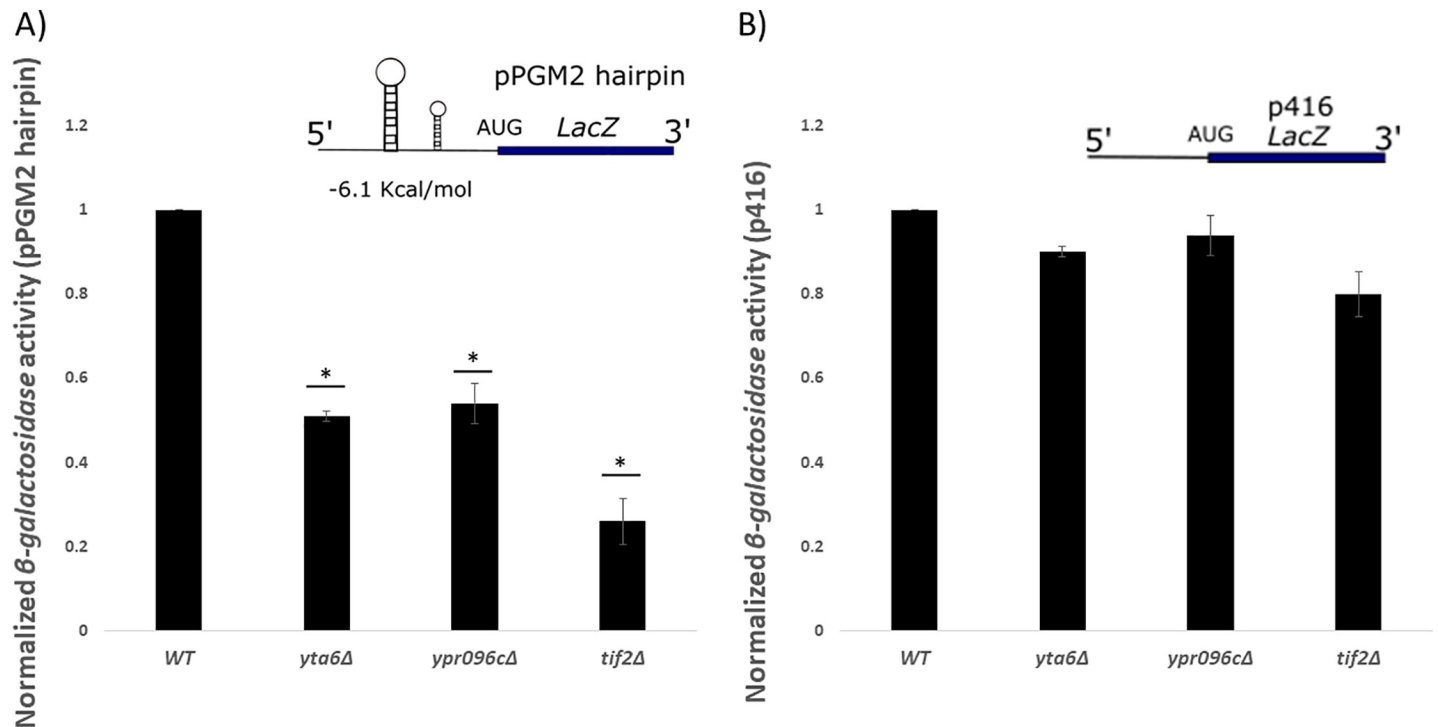 A)
Normalized β-galactosidase activity (pPGM2 hairpin)
pPGM2 hairpin
5'
AUG
LacZ
3'
-6.1 Kcal/mol
1.2
1
0.8
0.6
0.4
0.2
0
*
*
*
WT
yta6Δ
ypr096cΔ
tif2Δ
B)
Normalized β-galactosidase activity (p416)
p416
5'
AUG
LacZ
3'
1.2
1
0.8
0.6
0.4
0.2
0
WT
yta6Δ
ypr096cΔ
tif2Δ